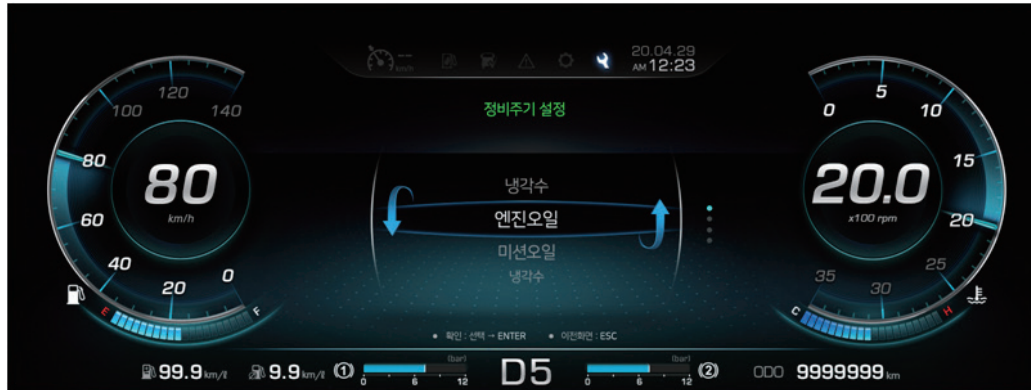 20.04.29
AM 12:23
km/h
정비주기 설정
120
100
140
80
60
40
20
0
80
km/h
E
F
냉각수
엔진오일
미션오일
냉각수
• 확인 : 선택 → ENTER • 이전화면 : ESC
0
5
10
15
20
25
30
35
20.0
x100 rpm
C
H
99.9 km/ℓ
9.9 km/ℓ
(1)
(bar)
0 6 12
D5
(bar)
0 6 12
(2)
ODO 9999999 km